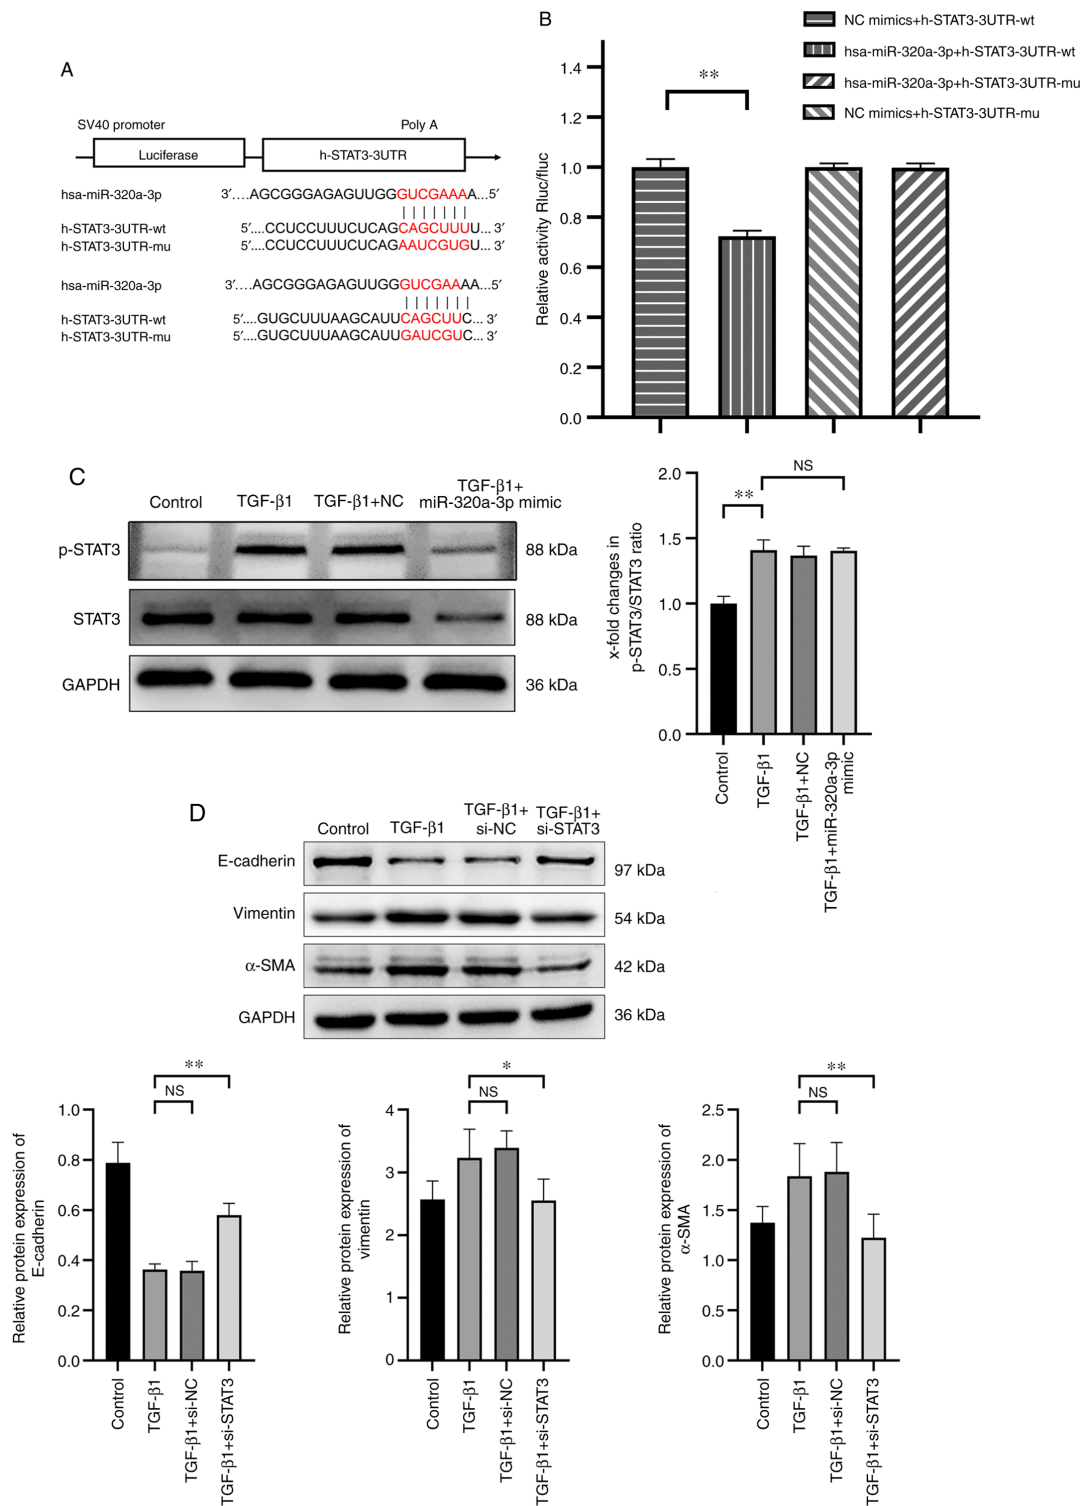 A
SV40 promoter
Poly A
Luciferase
h-STAT3-3UTR
hsa-miR-320a-3p 3′....AGCGGGAGAGUUGGGUCGAAAA...5′
h-STAT3-3UTR-wt 5′....CCUCCUUUCUCAGCAGCUUUU... 3′
h-STAT3-3UTR-mu 5′....CCUCCUUUCUCAGAAUCGUGU... 3′
hsa-miR-320a-3p 3′....AGCGGGAGAGUUGGGUCGAAAA...5′
h-STAT3-3UTR-wt 5′....GUGCUUUAAGCAUUCAGCUUC... 3′
h-STAT3-3UTR-mu 5′....GUGCUUUAAGCAUUGAUCGUC... 3′
B
NC mimics+h-STAT3-3UTR-wt
hsa-miR-320a-3p+h-STAT3-3UTR-wt
hsa-miR-320a-3p+h-STAT3-3UTR-mu
NC mimics+h-STAT3-3UTR-mu
Relative activity Rluc/fluc
1.4
1.2
1.0
0.8
0.6
0.4
0.2
0.0
**
C
Control
TGF-β1
TGF-β1+NC
TGF-β1+
miR-320a-3p mimic
p-STAT3
88 kDa
STAT3
88 kDa
GAPDH
36 kDa
x-fold changes in
p-STAT3/STAT3 ratio
2.0
1.5
1.0
0.5
0.0
**
NS
Control
TGF-β1
TGF-β1+NC
TGF-β1+miR-320a-3p
mimic
D
Control
TGF-β1
TGF-β1+
si-NC
TGF-β1+
si-STAT3
E-cadherin
97 kDa
Vimentin
54 kDa
α-SMA
42 kDa
GAPDH
36 kDa
Relative protein expression of
E-cadherin
1.0
0.8
0.6
0.4
0.2
0.0
**
NS
Control
TGF-β1
TGF-β1+si-NC
TGF-β1+si-STAT3
Relative protein expression of
vimentin
4
3
2
1
0
*
NS
Control
TGF-β1
TGF-β1+si-NC
TGF-β1+si-STAT3
Relative protein expression of
α-SMA
2.5
2.0
1.5
1.0
0.5
0.0
**
NS
Control
TGF-β1
TGF-β1+si-NC
TGF-β1+si-STAT3